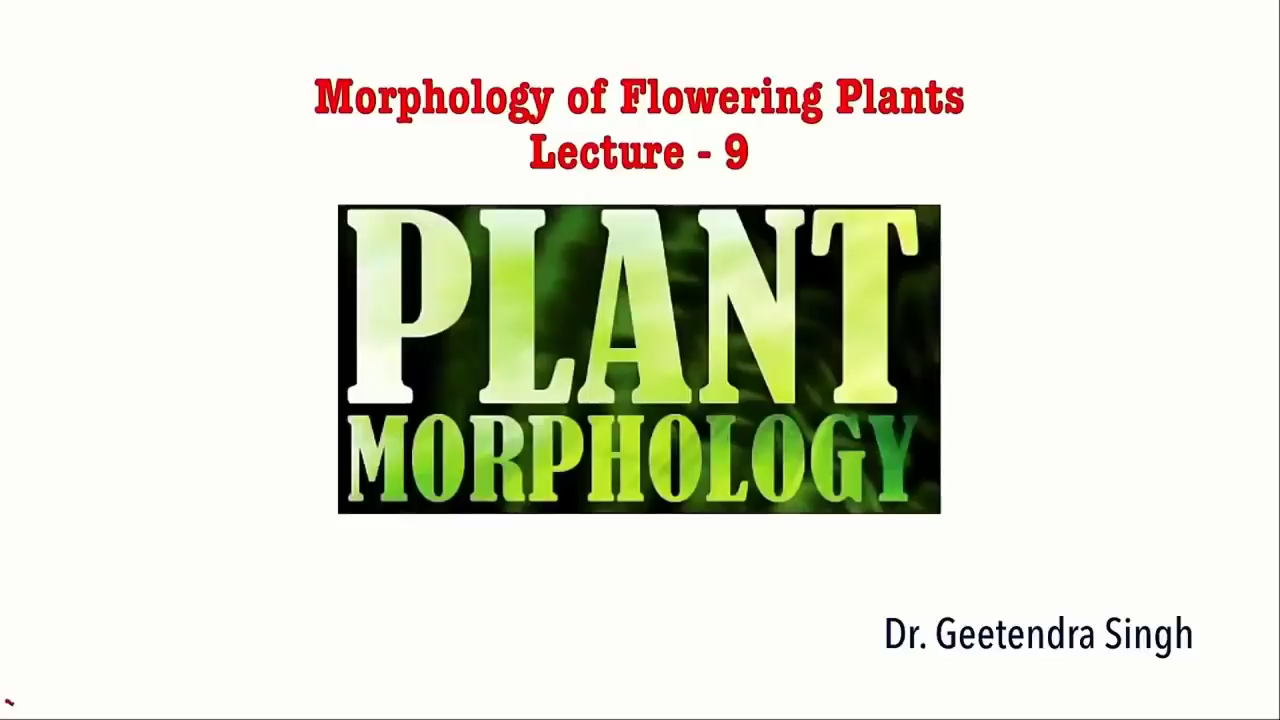 Morphology of Flowering Plants
Lecture - 9
PLANT
MORPHOLOGY
Dr. Geetendra Singh